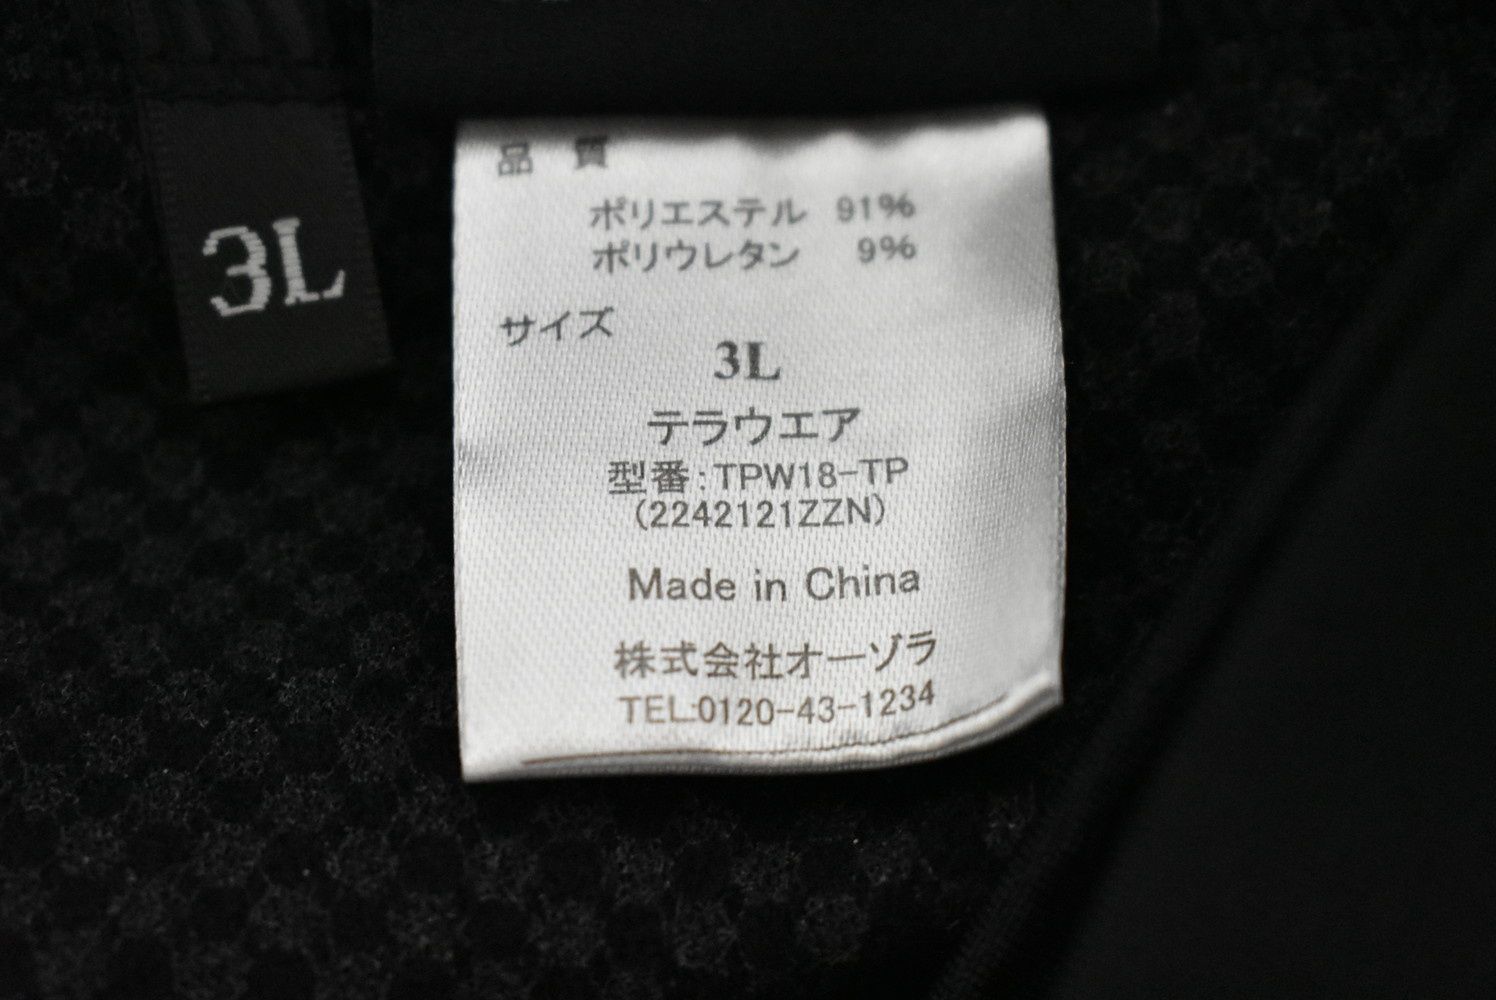 3L
品 質
ポリエステル 91%
ポリウレタン 9%
サイズ
3L
テラウエア
型番:TPW18-TP
(2242121ZZN)
Made in China
株式会社オーゾラ
TEL:0120-43-1234